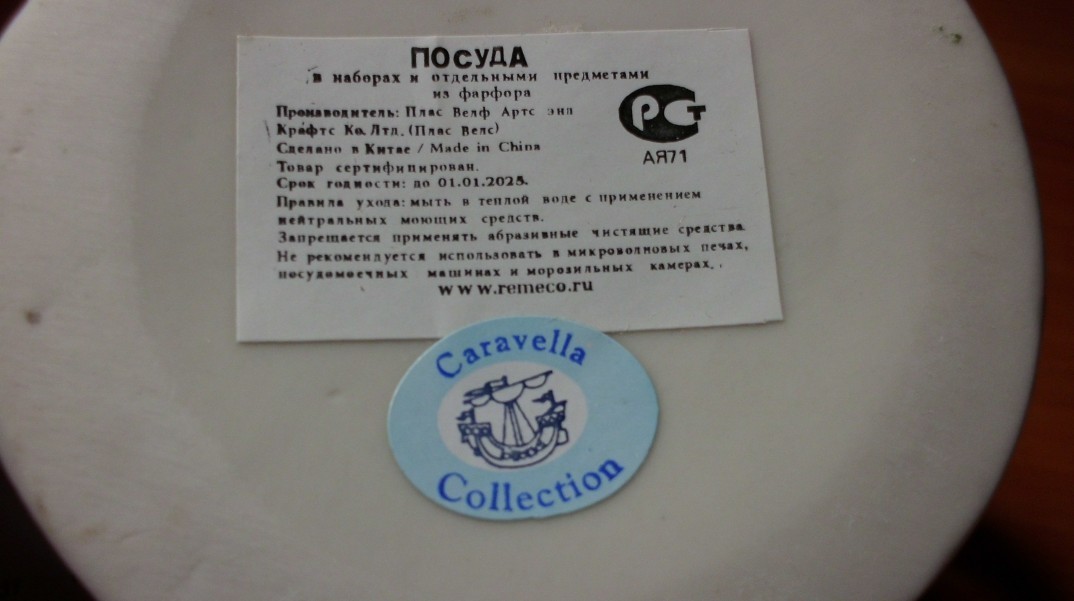 ПОСУДА
в наборах и отдельными предметами
из фарфора
Производитель: Плас Велф Артс энд
Крафтс Ко. Лтд. (Плас Велс)
Сделано в Китае / Made in China
Товар сертифицирован.
Срок годности: до 01.01.2025.
Правила ухода: мыть в теплой воде с применением
нейтральных моющих средств.
Запрещается применять абразивные чистящие средства.
Не рекомендуется использовать в микроволновых печах,
посудомоечных машинах и морозильных камерах.
www.remeco.ru
РСТ
АЯ71
Caravella
Collection